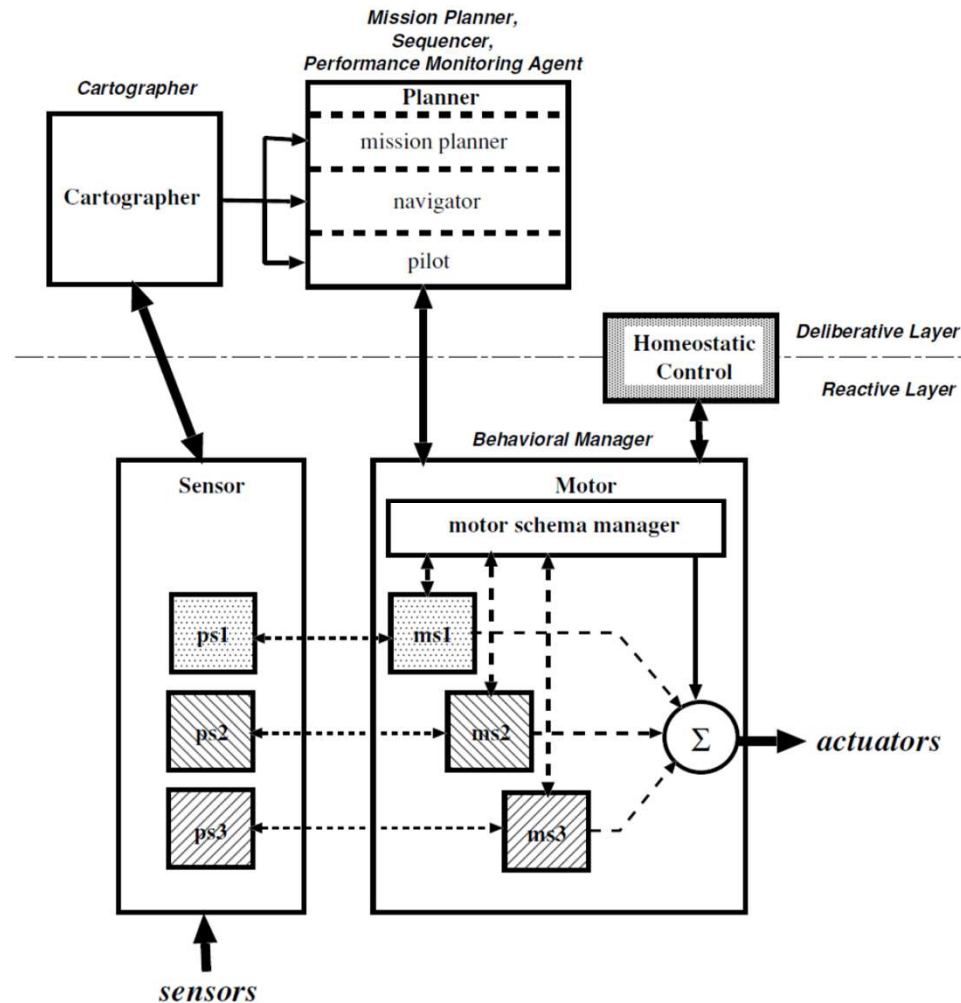 Mission Planner,
Sequencer,
Performance Monitoring Agent
Cartographer
Planner
mission planner
Cartographer
navigator
pilot
Homeostatic
Control
Deliberative Layer
Reactive Layer
Behavioral Manager
Sensor
Motor
motor schema manager
ps1
ms1
ps2
ms2
Σ
actuators
ps3
ms3
sensors